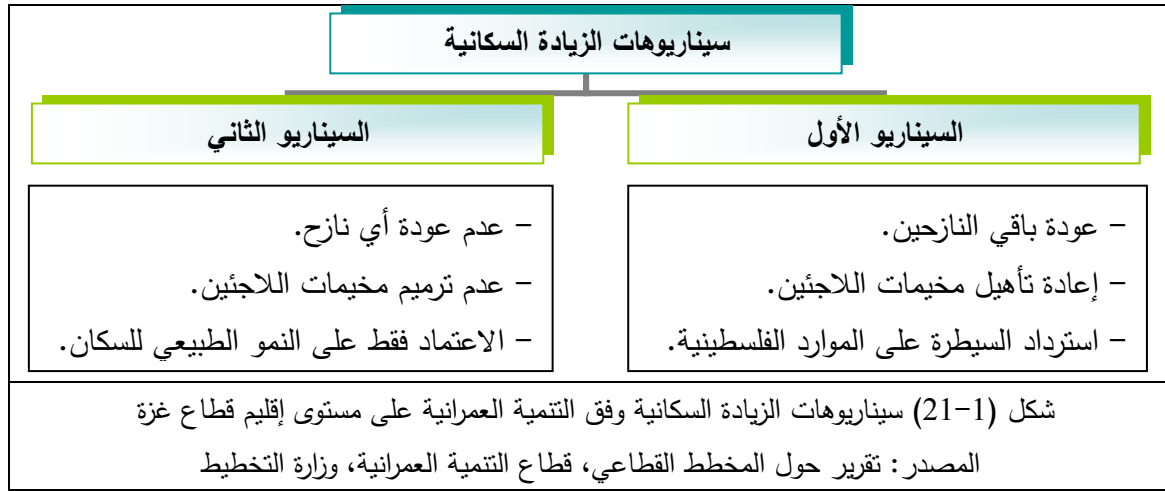 سيناريوهات الزيادة السكانية
السيناريو الأول
- عودة باقي النازحين.
- إعادة تأهيل مخيمات اللاجئين.
- استرداد السيطرة على الموارد الفلسطينية.
السيناريو الثاني
- عدم عودة أي نازح.
- عدم ترميم مخيمات اللاجئين.
- الاعتماد فقط على النمو الطبيعي للسكان.
شكل (1-21) سيناريوهات الزيادة السكانية وفق التنمية العمرانية على مستوى إقليم قطاع غزة
المصدر: تقرير حول المخطط القطاعي، قطاع التنمية العمرانية، وزارة التخطيط